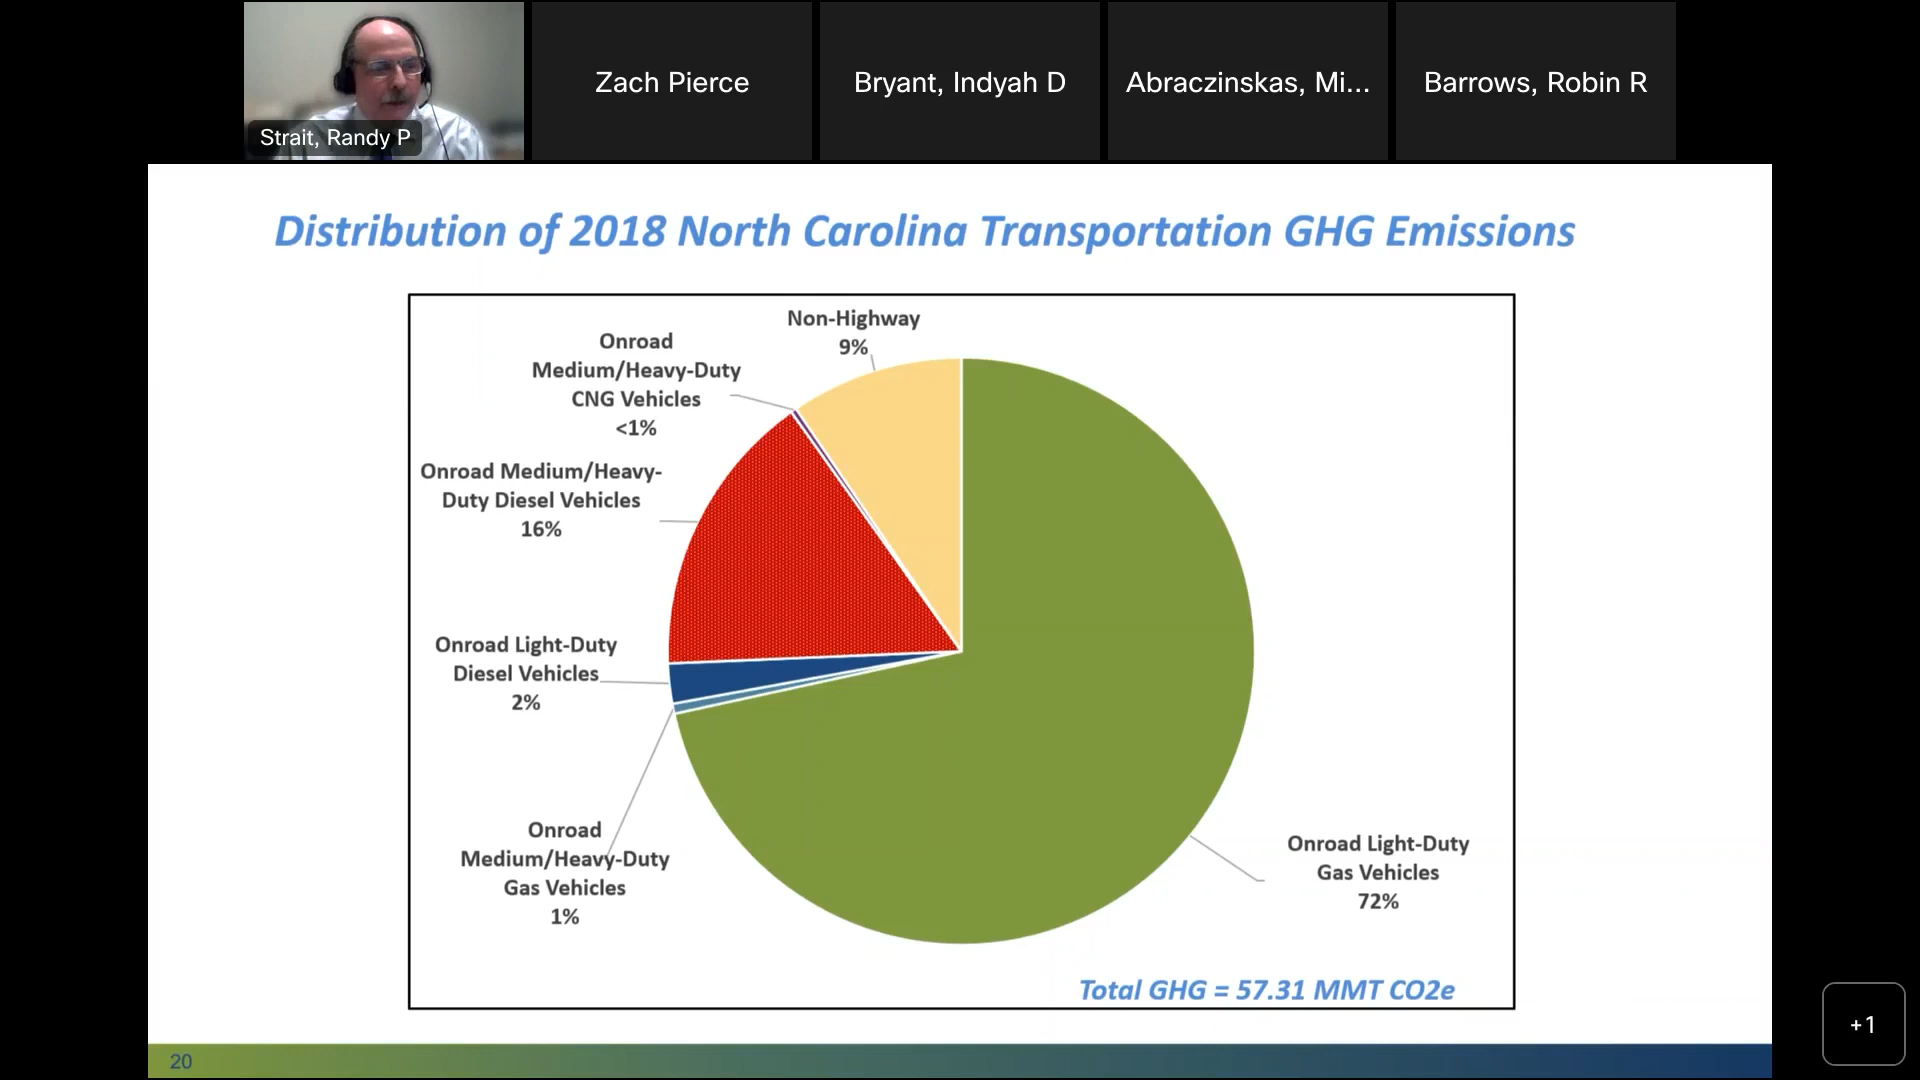 Strait, Randy P
Zach Pierce
Bryant, Indyah D
Abraczinskas, Mi...
Barrows, Robin R
Distribution of 2018 North Carolina Transportation GHG Emissions
Non-Highway
9%
Onroad
Medium/Heavy-Duty
CNG Vehicles
<1%
Onroad Medium/Heavy-
Duty Diesel Vehicles
16%
Onroad Light-Duty
Diesel Vehicles
2%
Onroad
Medium/Heavy-Duty
Gas Vehicles
1%
Onroad Light-Duty
Gas Vehicles
72%
Total GHG = 57.31 MMT CO2e
20
+1